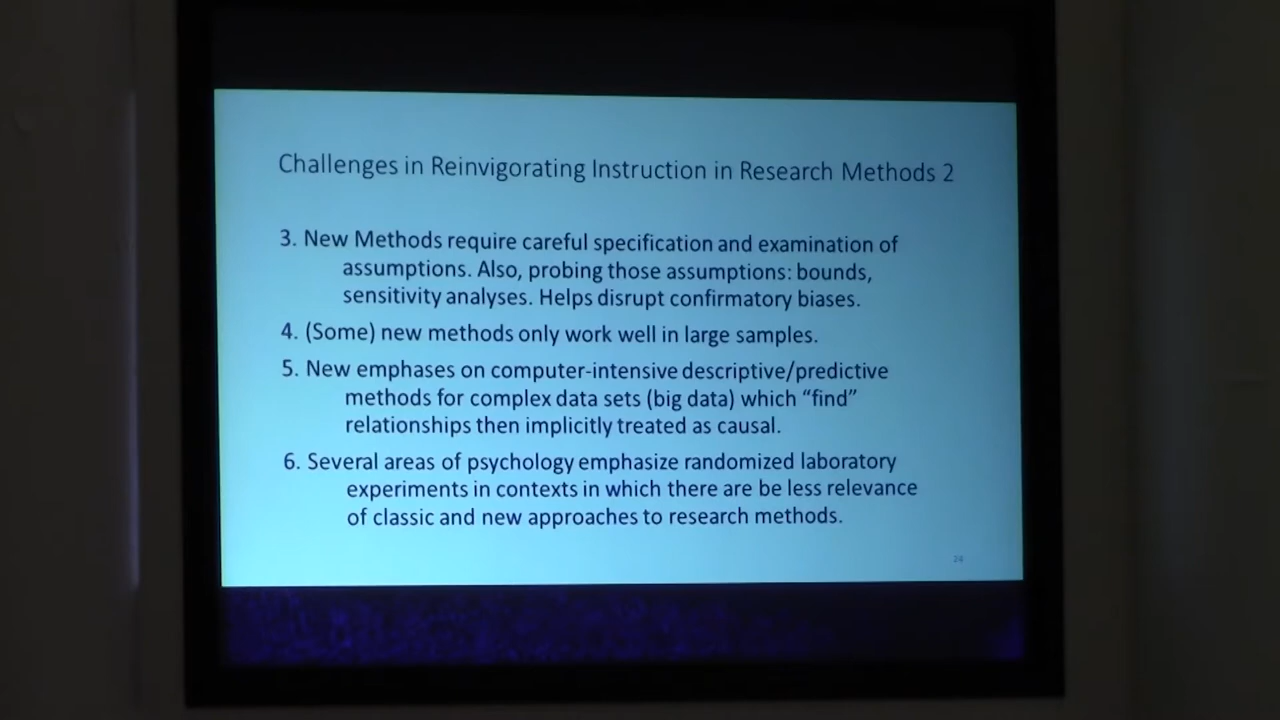 Challenges in Reinvigorating Instruction in Research Methods 2
3. New Methods require careful specification and examination of
assumptions. Also, probing those assumptions: bounds,
sensitivity analyses. Helps disrupt confirmatory biases.
4. (Some) new methods only work well in large samples.
5. New emphases on computer-intensive descriptive/predictive
methods for complex data sets (big data) which “find”
relationships then implicitly treated as causal.
6. Several areas of psychology emphasize randomized laboratory
experiments in contexts in which there are be less relevance
of classic and new approaches to research methods.
24